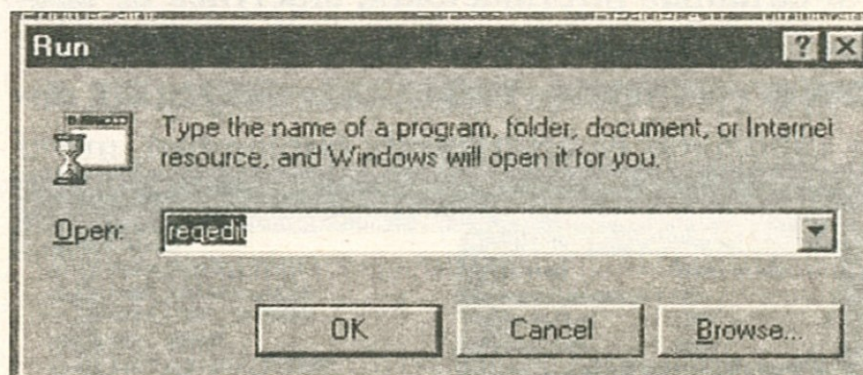 Run
Type the name of a program, folder, document, or Internet
resource, and Windows will open it for you.
Open:
regedit
OK
Cancel
Browse...